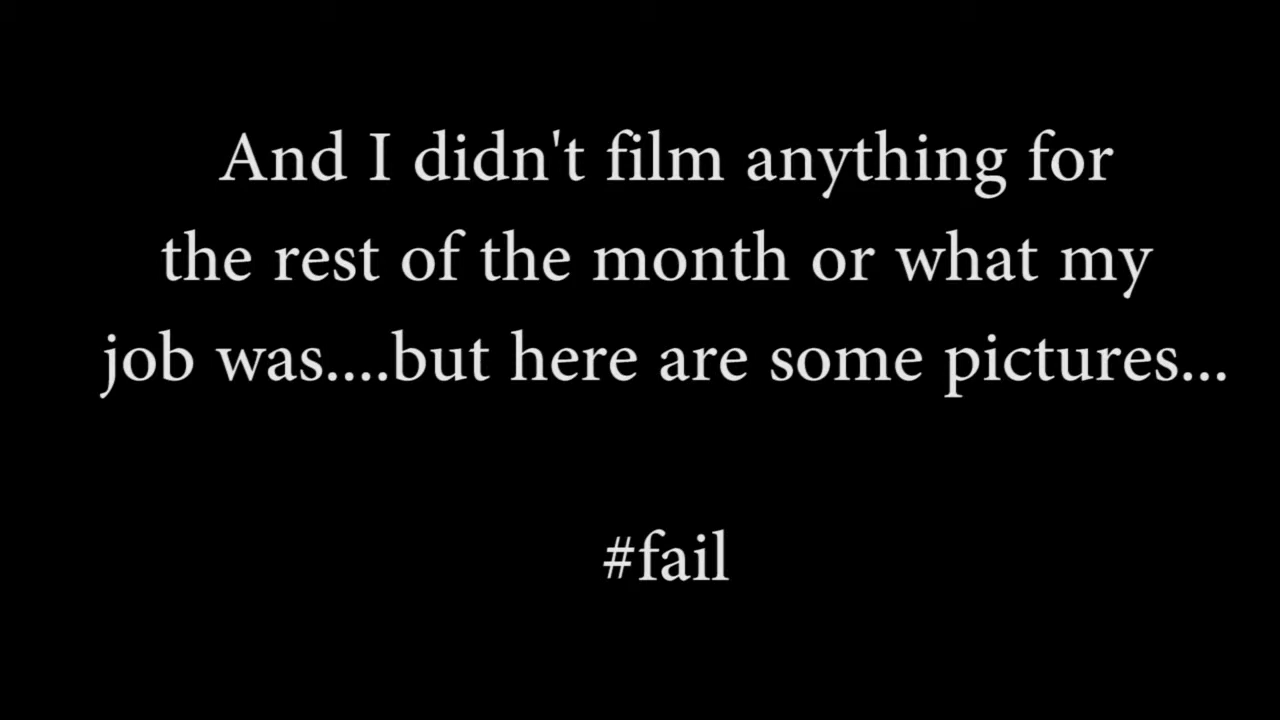 And I didn't film anything for
the rest of the month or what my
job was....but here are some pictures...
#fail